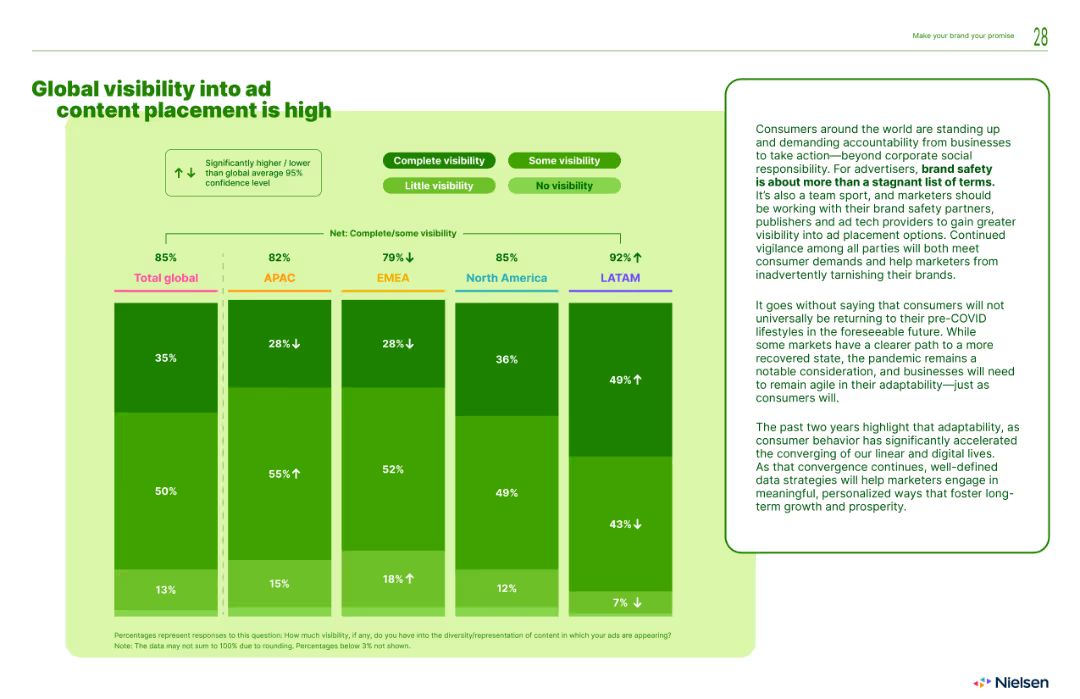 Make your brand your promise 28
Global visibility into ad
content placement is high
↑↓ Significantly higher / lower
than global average 95%
confidence level
Complete visibility Some visibility
Little visibility No visibility
Net: Complete/some visibility
85% 82% 79%↓ 85% 92%↑
Total global APAC EMEA North America LATAM
35% 28%↓ 28%↓ 36% 49%↑
50% 55%↑ 52% 49% 43%↓
13% 15% 18%↑ 12% 7% ↓
Percentages represent responses to this question: How much visibility, if any, do you have into the diversity/representation of content in which your ads are appearing?
Note: The data may not sum to 100% due to rounding. Percentages below 3% not shown.
Consumers around the world are standing up
and demanding accountability from businesses
to take action—beyond corporate social
responsibility. For advertisers, brand safety
is about more than a stagnant list of terms.
It’s also a team sport, and marketers should
be working with their brand safety partners,
publishers and ad tech providers to gain greater
visibility into ad placement options. Continued
vigilance among all parties will both meet
consumer demands and help marketers from
inadvertently tarnishing their brands.
It goes without saying that consumers will not
universally be returning to their pre-COVID
lifestyles in the foreseeable future. While
some markets have a clearer path to a more
recovered state, the pandemic remains a
notable consideration, and businesses will need
to remain agile in their adaptability—just as
consumers will.
The past two years highlight that adaptability, as
consumer behavior has significantly accelerated
the converging of our linear and digital lives.
As that convergence continues, well-defined
data strategies will help marketers engage in
meaningful, personalized ways that foster long-
term growth and prosperity.
Nielsen